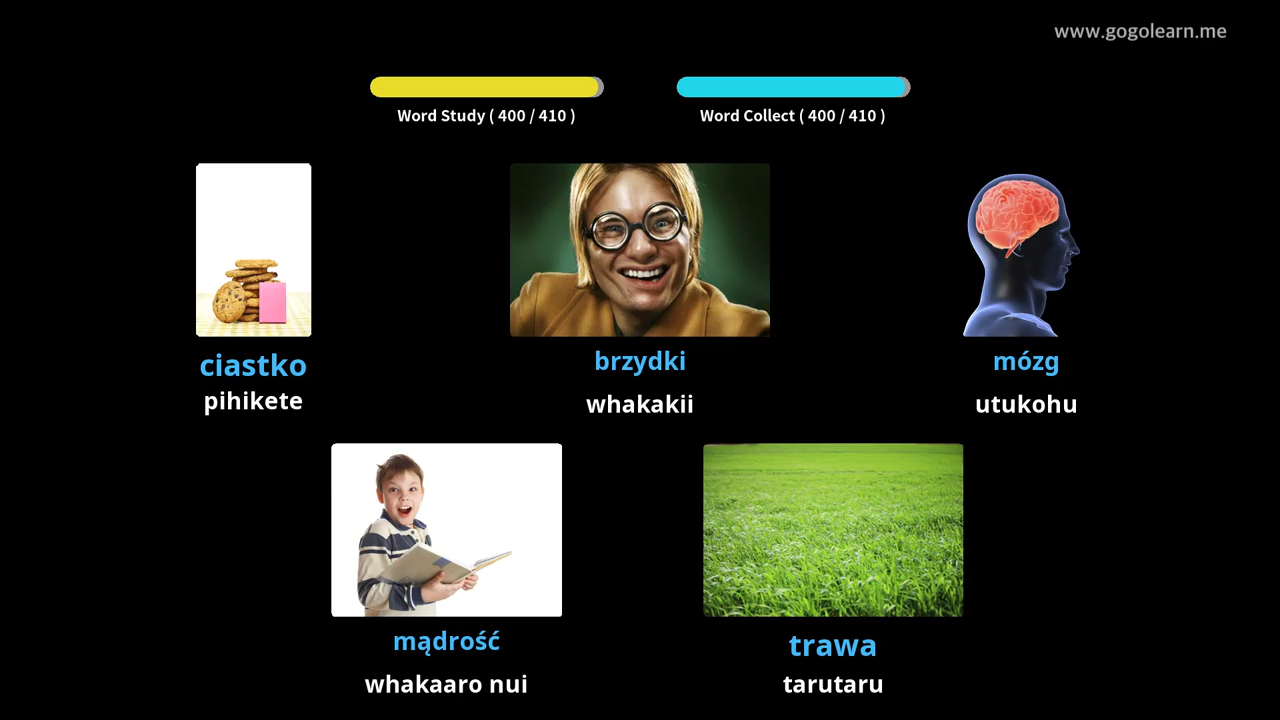 www.gogolearn.me
Word Study ( 400 / 410 )
Word Collect ( 400 / 410 )
ciastko
pihikete
brzydki
whakakii
mózg
utukohu
mądrość
whakaaro nui
trawa
tarutaru